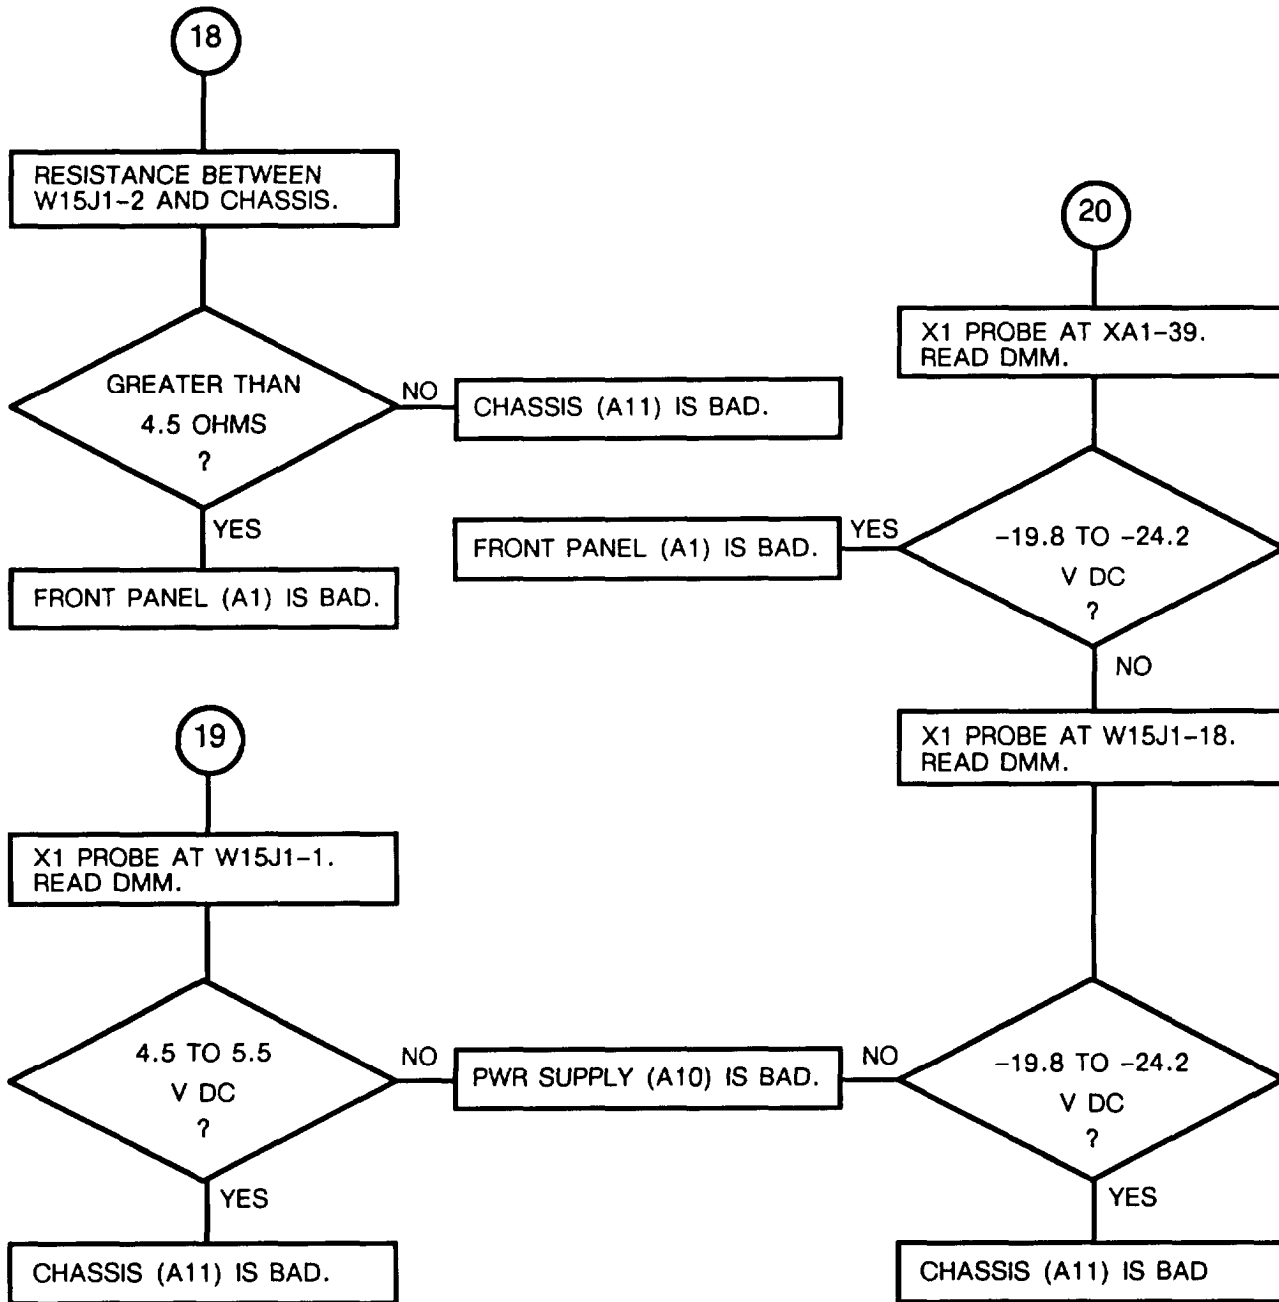 18
RESISTANCE BETWEEN
W15J1-2 AND CHASSIS.
GREATER THAN
4.5 OHMS
?
NO
CHASSIS (A11) IS BAD.
YES
FRONT PANEL (A1) IS BAD.
19
X1 PROBE AT W15J1-1.
READ DMM.
4.5 TO 5.5
V DC
?
NO
PWR SUPPLY (A10) IS BAD.
YES
CHASSIS (A11) IS BAD.
20
X1 PROBE AT XA1-39.
READ DMM.
-19.8 TO -24.2
V DC
?
YES
FRONT PANEL (A1) IS BAD.
NO
X1 PROBE AT W15J1-18.
READ DMM.
-19.8 TO -24.2
V DC
?
NO
YES
CHASSIS (A11) IS BAD